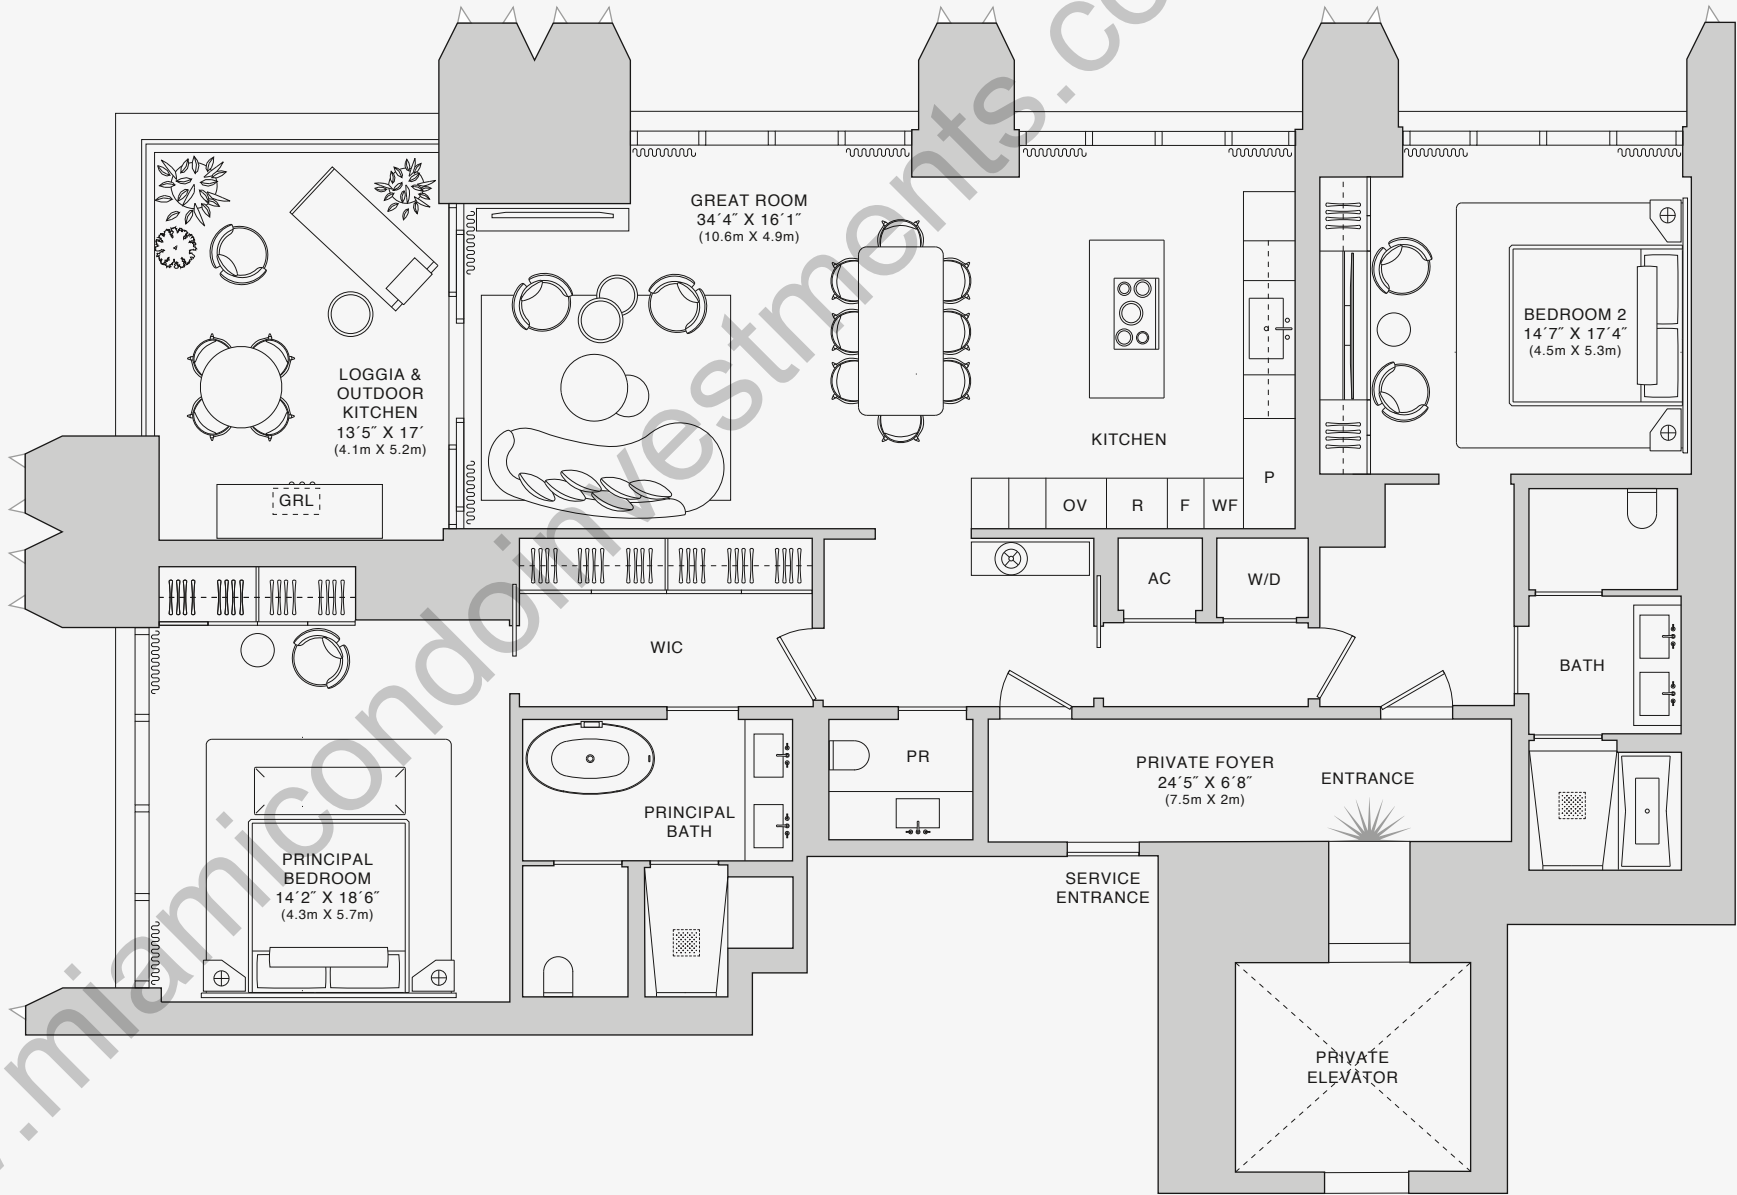 GREAT ROOM
34´4˝ X 16´1˝
(10.6m X 4.9m)
LOGGIA &
OUTDOOR
KITCHEN
13´5˝ X 17´
(4.1m X 5.2m)
GRL
KITCHEN
OV
R
F
WF
P
BEDROOM 2
14´7˝ X 17´4˝
(4.5m X 5.3m)
AC
W/D
WIC
BATH
PRINCIPAL
BATH
PR
PRIVATE FOYER
24´5˝ X 6´8˝
(7.5m X 2m)
ENTRANCE
PRINCIPAL
BEDROOM
14´2˝ X 18´6˝
(4.3m X 5.7m)
SERVICE
ENTRANCE
PRIVATE
ELEVATOR
.miamicondoinvestments.co